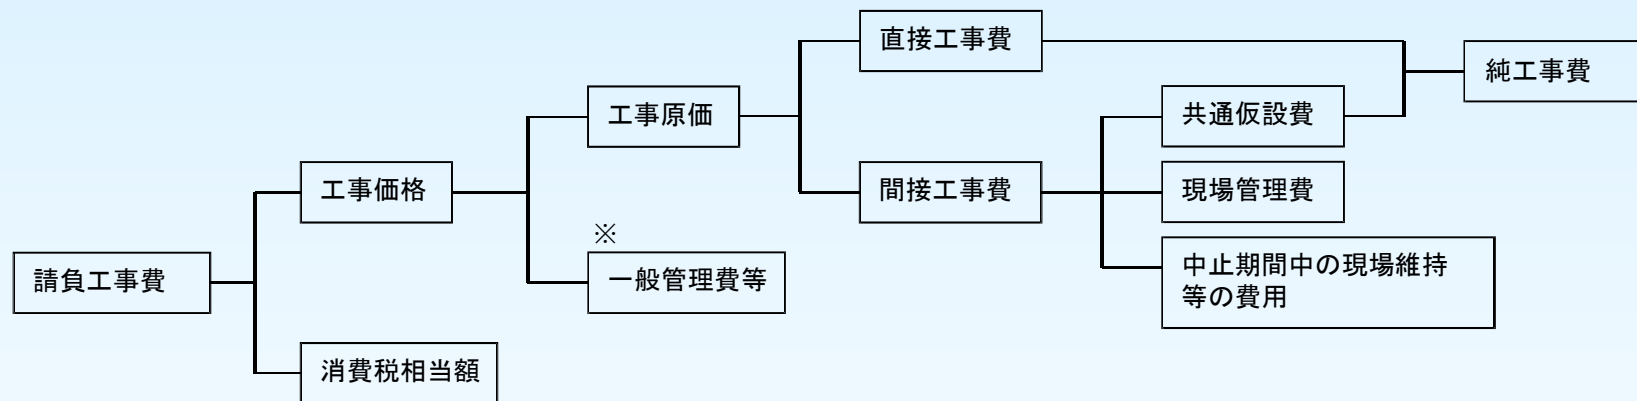 直接工事費
純工事費
工事原価
共通仮設費
工事価格
間接工事費
現場管理費
※
請負工事費
一般管理費等
中止期間中の現場維持
等の費用
消費税相当額